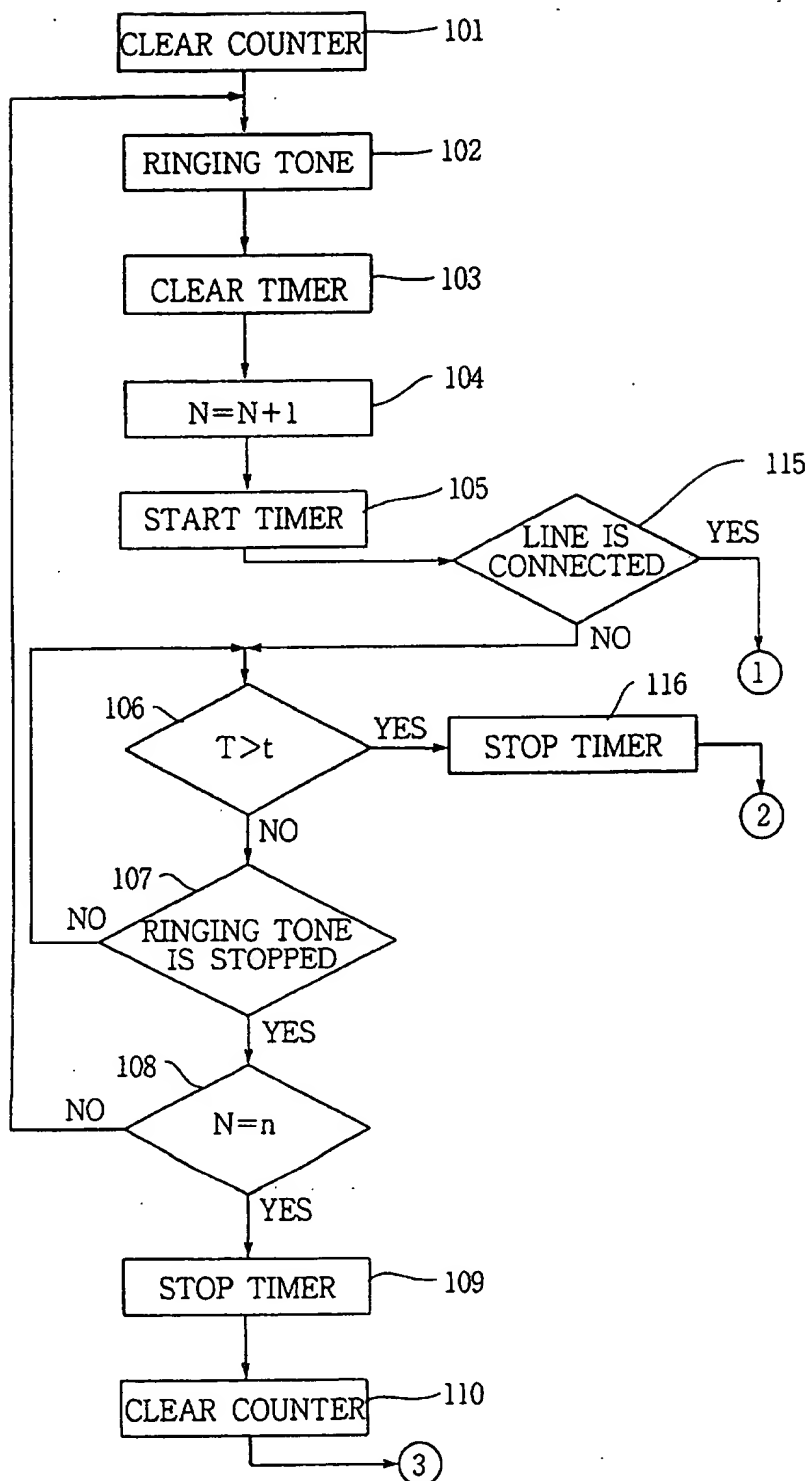 CLEAR COUNTER
101
RINGING TONE
102
CLEAR TIMER
103
N=N+1
104
START TIMER
105
LINE IS
CONNECTED
115
YES
NO
1
106
T>t
YES
STOP TIMER
116
2
NO
107
NO
RINGING TONE
IS STOPPED
YES
108
NO
N=n
YES
STOP TIMER
109
CLEAR COUNTER
110
3